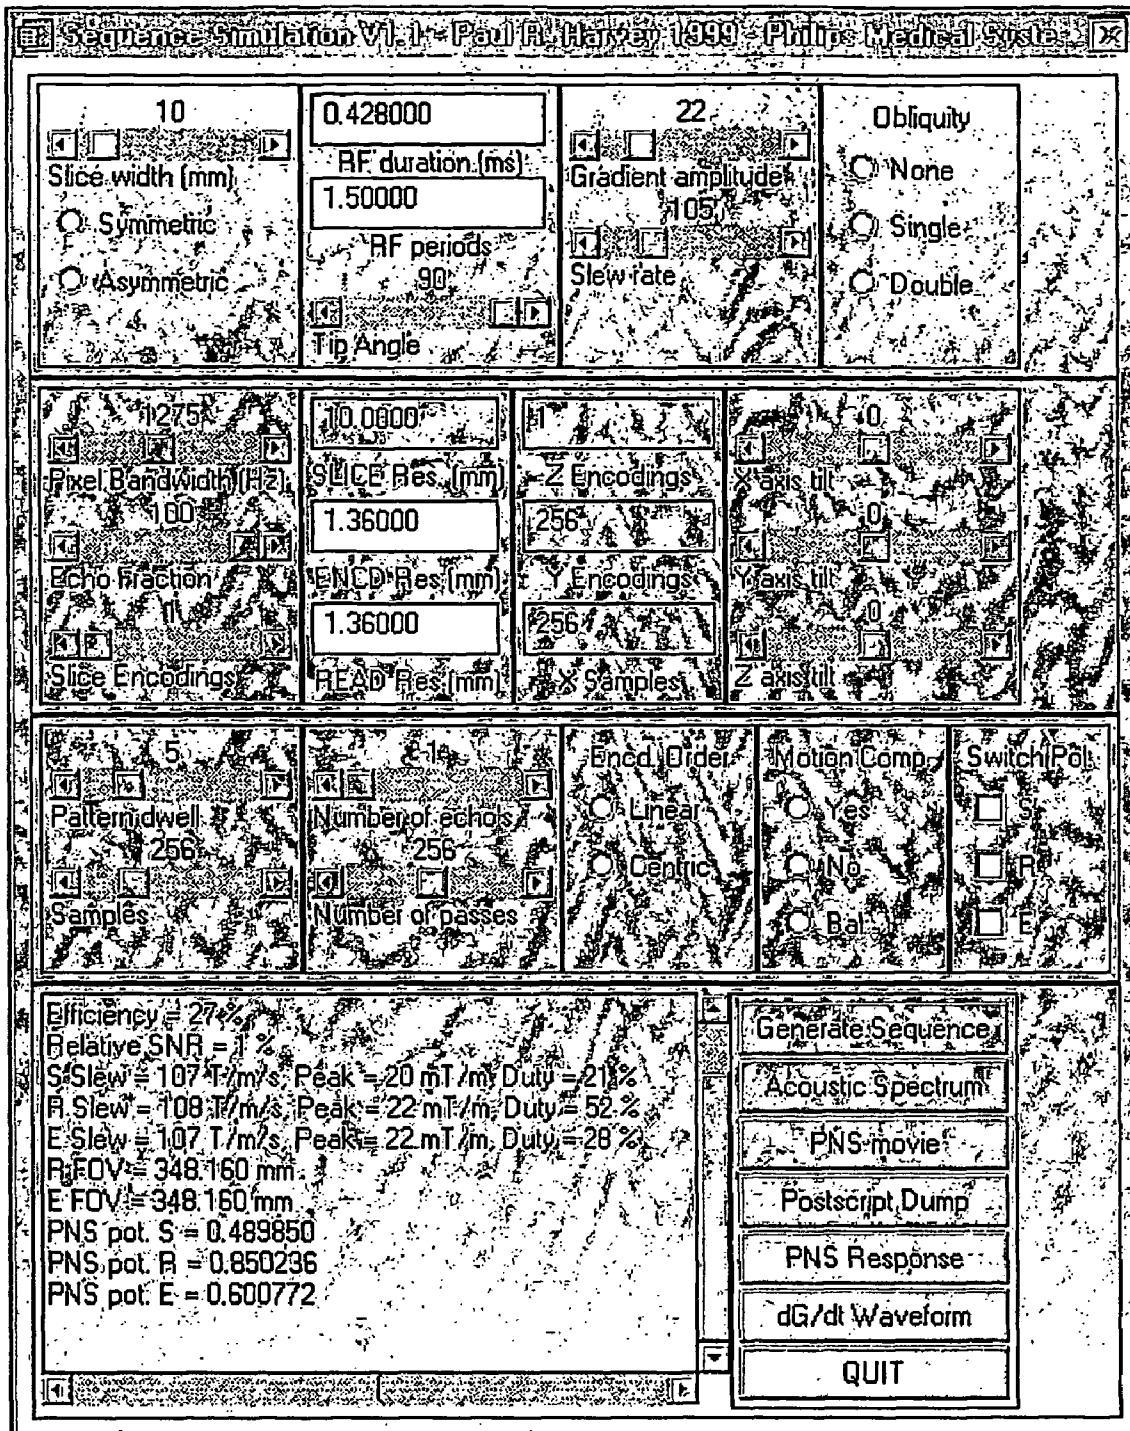 Sequence Simulation V1.1 - Paul R. Harvey 1999 - Philips Medical Syste
10
Slice width (mm)
Symmetric
Asymmetric
0.428000
RF duration (ms)
1.50000
RF periods
90
Tip Angle
22
Gradient amplitude
105
Slew rate
Obliquity
None
Single
Double
1275
Pixel Bandwidth (Hz)
100
Echo Fraction
1
Slice Encodings
10.0000
SLICE Res. (mm)
1.36000
ENCD Res (mm)
1.36000
READ Res (mm)
1
Z Encodings
256
Y Encodings
256
X Samples
0
X axis tilt
0
Y axis tilt
0
Z axis tilt
5
Pattern dwell
256
Samples
1
Number of echo's
256
Number of passes
Encd. Order
Linear
Centric
Motion Comp.
Yes
No
Bal
Switch Pol.
S
R
E
Efficiency = 27 %
Relative SNR = 1 %
S Slew = 107 T/m/s, Peak = 20 mT/m, Duty = 21 %
R Slew = 108 T/m/s, Peak = 22 mT/m, Duty = 52 %
E Slew = 107 T/m/s, Peak = 22 mT/m, Duty = 28 %
R FOV = 348.160 mm
E FOV = 348.160 mm
PNS pot. S = 0.489850
PNS pot. R = 0.850236
PNS pot. E = 0.600772
Generate Sequence
Acoustic Spectrum
PNS movie
Postscript Dump
PNS Response
dG/dt Waveform
QUIT